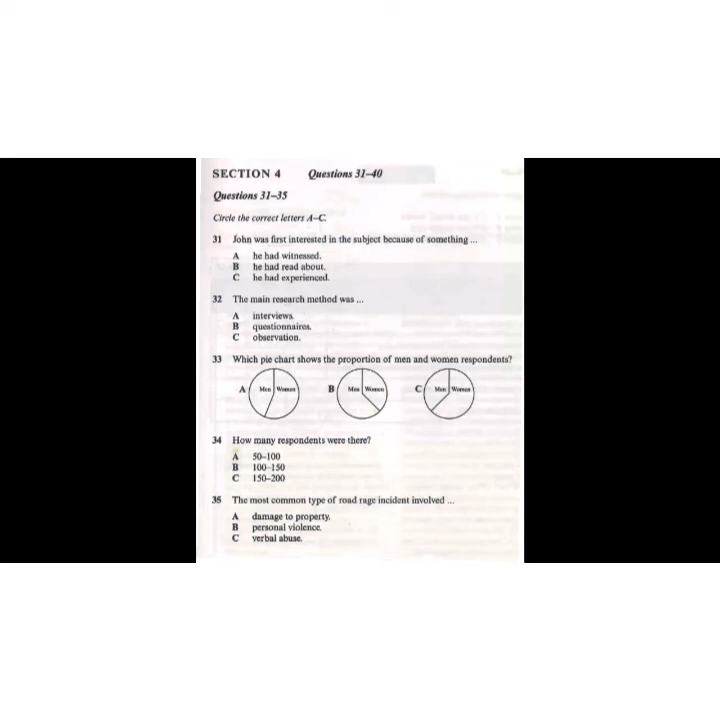 SECTION 4 Questions 31–40
Questions 31–35
Circle the correct letters A–C.
31 John was first interested in the subject because of something ...
A he had witnessed.
B he had read about.
C he had experienced.
32 The main research method was ...
A interviews.
B questionnaires.
C observation.
33 Which pie chart shows the proportion of men and women respondents?
A Men Women B Men Women C Men Women
34 How many respondents were there?
A 50–100
B 100–150
C 150–200
35 The most common type of road rage incident involved ...
A damage to property.
B personal violence.
C verbal abuse.